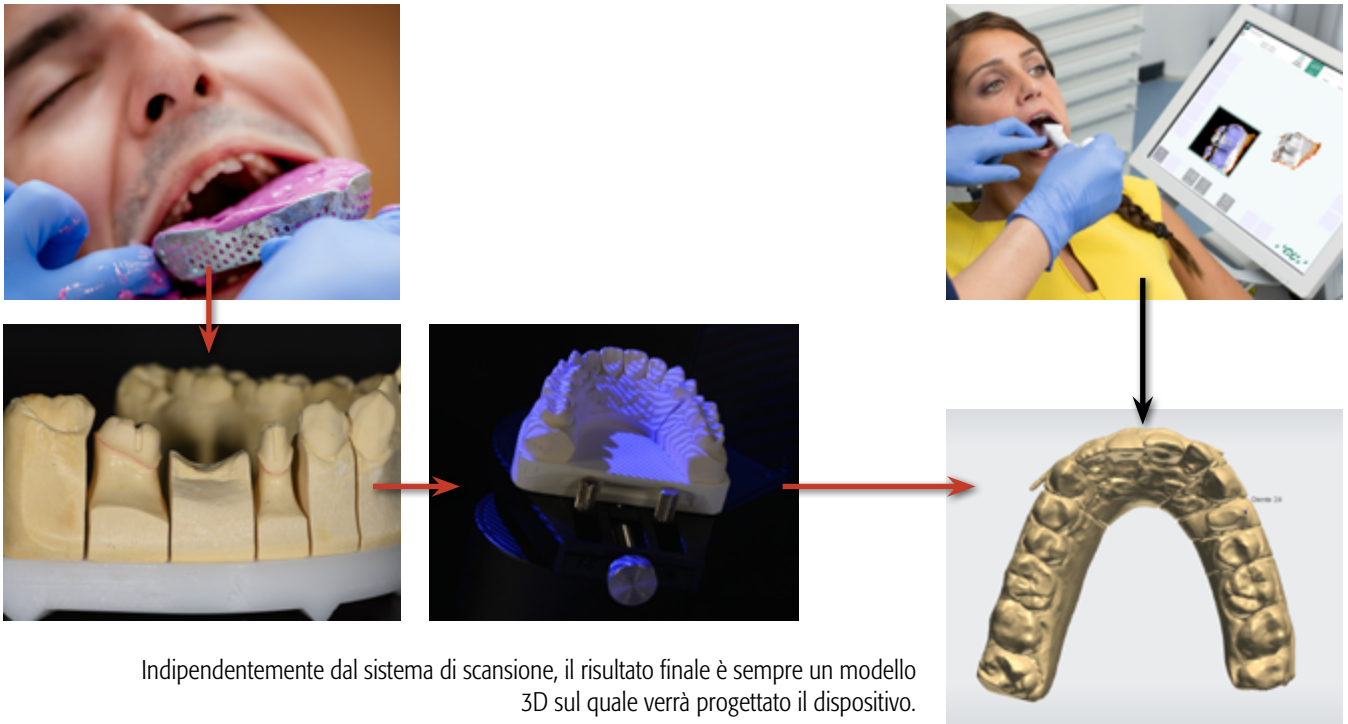 Dente 24
Indipendentemente dal sistema di scansione, il risultato finale è sempre un modello
3D sul quale verrà progettato il dispositivo.